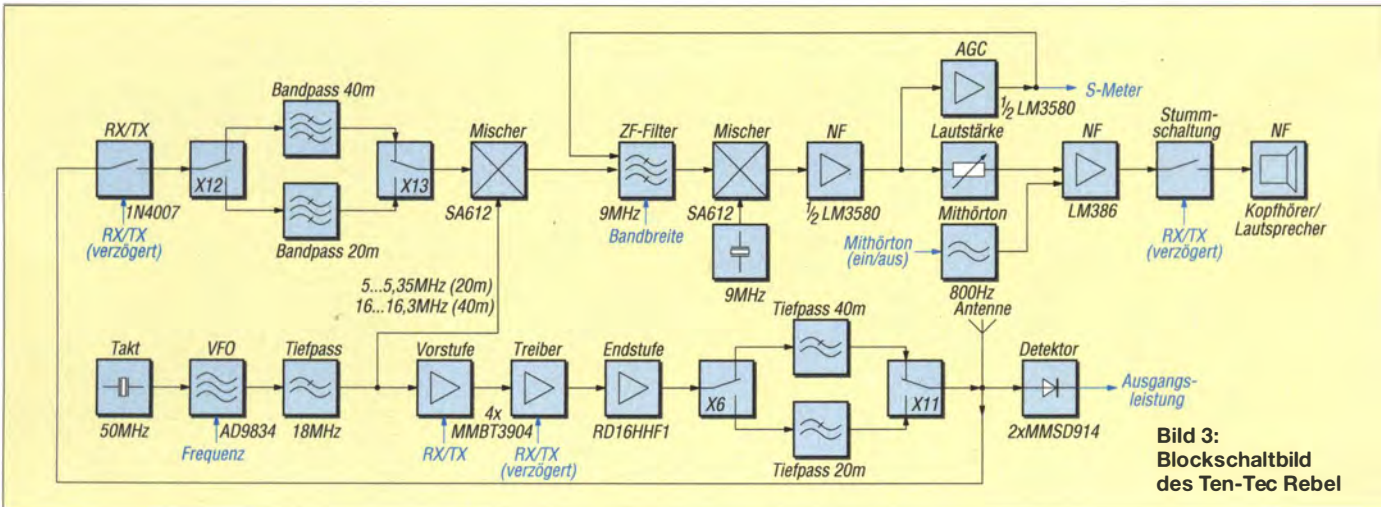 AGC
½ LM3580
S-Meter
Bandpass 40m
RX/TX
1N4007
RX/TX
(verzögert)
X12
X13
Bandpass 20m
Mischer
SA612
5...5,35MHz (20m)
16...16,3MHz (40m)
ZF-Filter
9MHz
Bandbreite
Mischer
SA612
9MHz
NF
½ LM3580
Lautstärke
Mithörton
Mithörton
(ein/aus)
800Hz
NF
LM386
Stumm-
schaltung
RX/TX
(verzögert)
NF
Kopfhörer/
Lautsprecher
Takt
50MHz
VFO
AD9834
Frequenz
Tiefpass
18MHz
Vorstufe
RX/TX
Treiber
4x
MMBT3904
RX/TX
(verzögert)
Endstufe
RD16HHF1
X6
Tiefpass 40m
Tiefpass 20m
X11
Antenne
Detektor
2xMMSD914
Ausgangs-
leistung
Bild 3:
Blockschaltbild
des Ten-Tec Rebel